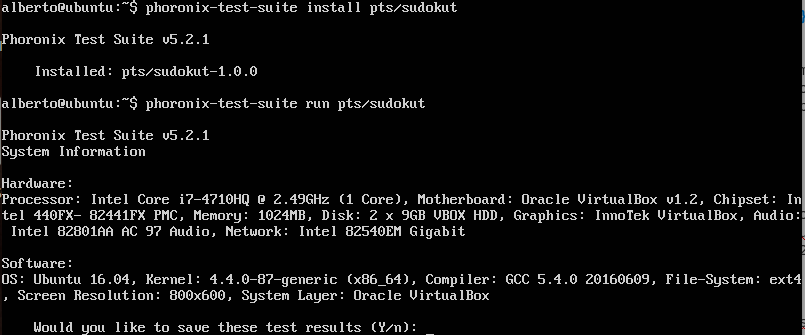 alberto@ubuntu:~$ phoronix-test-suite install pts/sudokut
Phoronix Test Suite v5.2.1
Installed: pts/sudokut-1.0.0
alberto@ubuntu:~$ phoronix-test-suite run pts/sudokut
Phoronix Test Suite v5.2.1
System Information
Hardware:
Processor: Intel Core i7-4710HQ @ 2.49GHz (1 Core), Motherboard: Oracle VirtualBox v1.2, Chipset: In
tel 440FX- 82441FX PMC, Memory: 1024MB, Disk: 2 x 9GB VBOX HDD, Graphics: InnoTek VirtualBox, Audio:
Intel 82801AA AC 97 Audio, Network: Intel 82540EM Gigabit
Software:
OS: Ubuntu 16.04, Kernel: 4.4.0-87-generic (x86_64), Compiler: GCC 5.4.0 20160609, File-System: ext4
, Screen Resolution: 800x600, System Layer: Oracle VirtualBox
Would you like to save these test results (Y/n): _